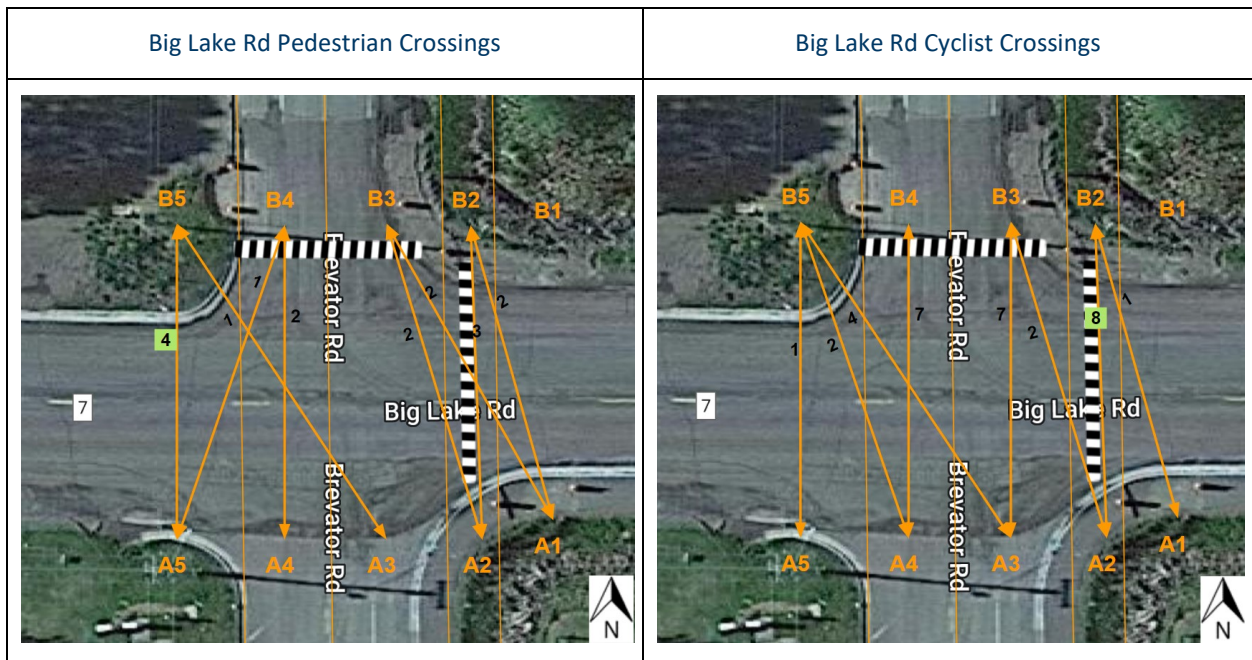 Big Lake Rd Pedestrian Crossings
Big Lake Rd Cyclist Crossings
B5
B4
B3
B2
B1
1
1
2
2
2
2
3
4
7
Elevator Rd
Big Lake Rd
Brevator Rd
A5
A4
A3
A2
A1
N
B5
B4
B3
B2
B1
1
2
4
7
7
2
8
1
7
Elevator Rd
Big Lake Rd
Brevator Rd
A5
A4
A3
A2
A1
N